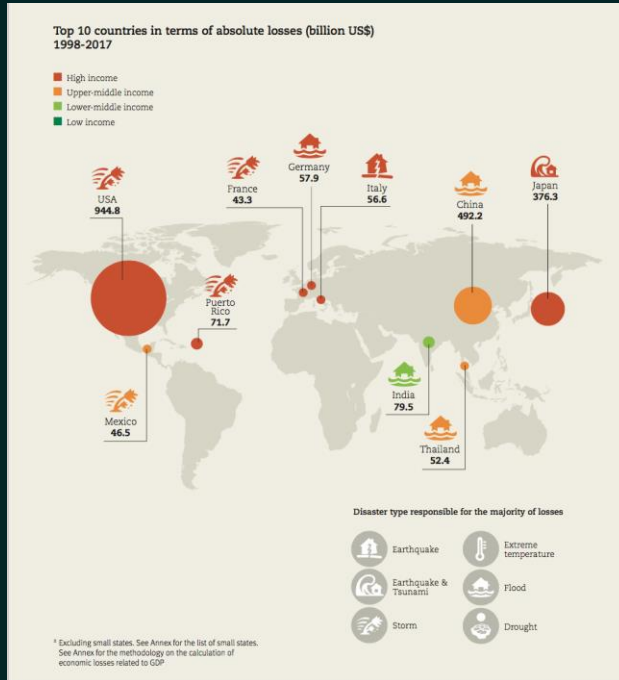 Top 10 countries in terms of absolute losses (billion US$)
1998-2017
High income
Upper-middle income
Lower-middle income
Low income
USA
944.8
France
43.3
Germany
57.9
Italy
56.6
China
492.2
Japan
376.3
Puerto
Rico
71.7
Mexico
46.5
India
79.5
Thailand
52.4
Disaster type responsible for the majority of losses
Earthquake
Extreme
temperature
Earthquake &
Tsunami
Flood
Storm
Drought
* Excluding small states. See Annex for the list of small states.
See Annex for the methodology on the calculation of
economic losses related to GDP